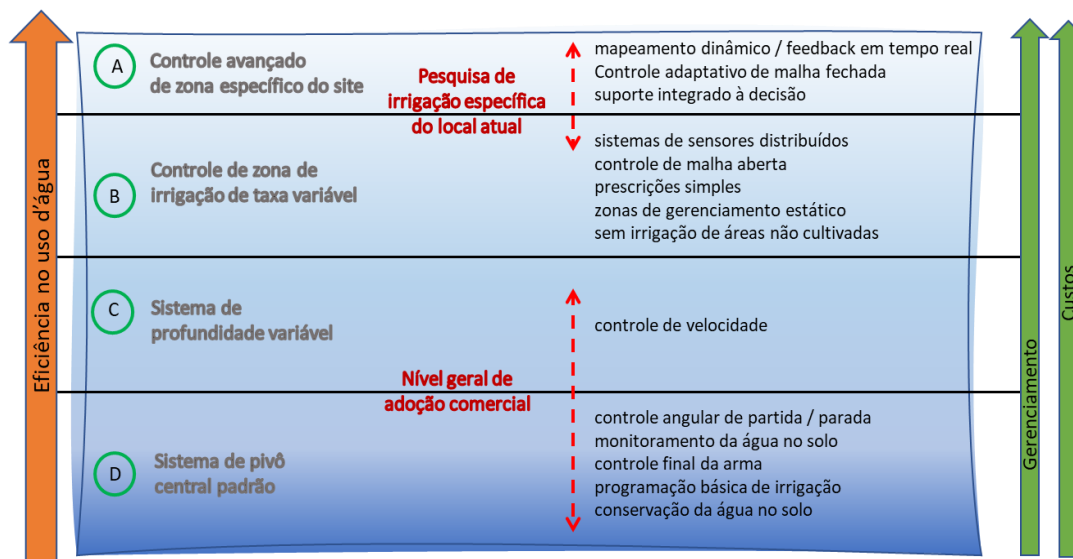 Eficiência no uso d'água
A
Controle avançado
de zona específico do site
Pesquisa de
irrigação específica
do local atual
mapeamento dinâmico / feedback em tempo real
Controle adaptativo de malha fechada
suporte integrado à decisão
B
Controle de zona de
irrigação de taxa variável
sistemas de sensores distribuídos
controle de malha aberta
prescrições simples
zonas de gerenciamento estático
sem irrigação de áreas não cultivadas
C
Sistema de
profundidade variável
controle de velocidade
Nível geral de
adoção comercial
D
Sistema de pivô
central padrão
controle angular de partida / parada
monitoramento da água no solo
controle final da arma
programação básica de irrigação
conservação da água no solo
Gerenciamento
Custos